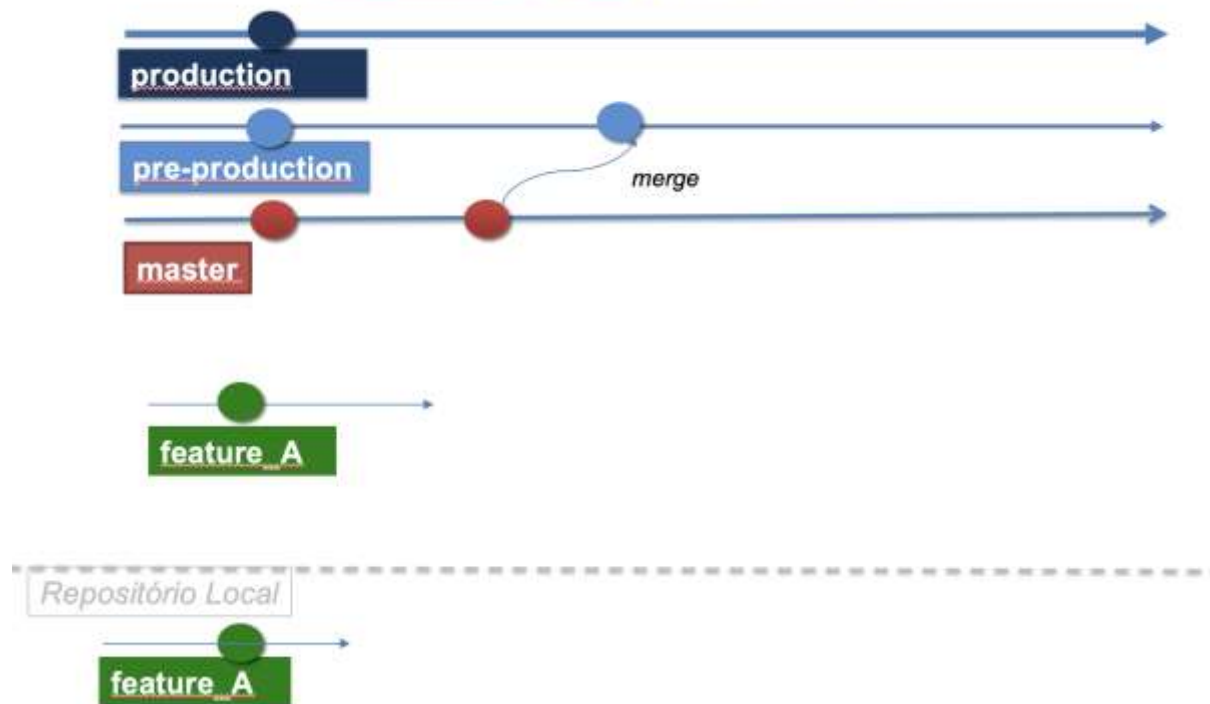 production
pre-production
merge
master
feature_A
Repositório Local
feature_A